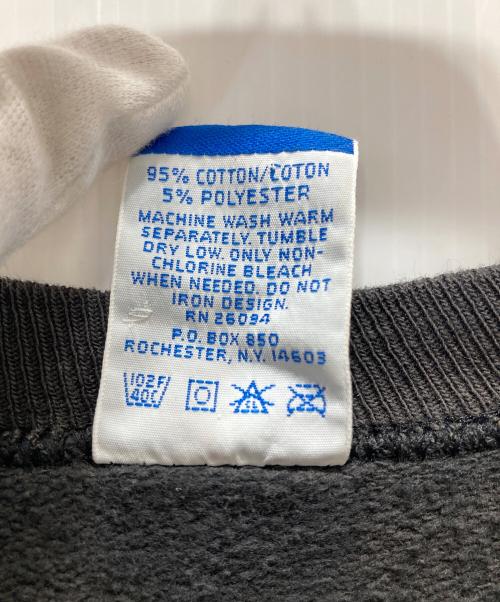 95% COTTON/COTON
5% POLYESTER
MACHINE WASH WARM
SEPARATELY. TUMBLE
DRY LOW. ONLY NON-
CHLORINE BLEACH
WHEN NEEDED. DO NOT
IRON DESIGN.
RN 26094
P.O. BOX 850
ROCHESTER, N.Y. 14603
102F
40C
CL